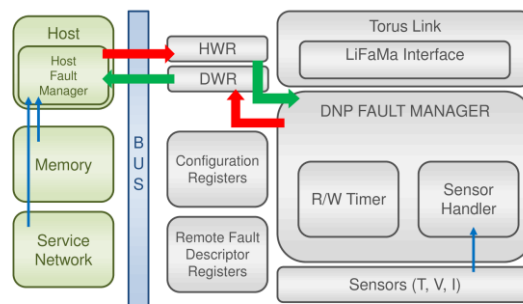 Host
Host
Fault
Manager
Memory
Service
Network
B
U
S
HWR
DWR
Configuration
Registers
Remote Fault
Descriptor
Registers
Torus Link
LiFaMa Interface
DNP FAULT MANAGER
R/W Timer
Sensor
Handler
Sensors (T, V, I)